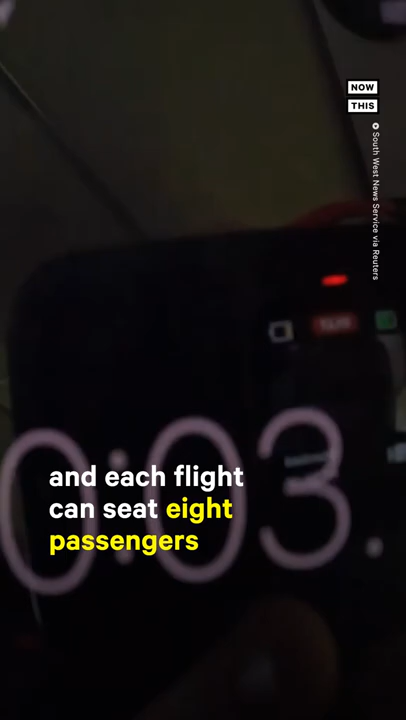 NOW
THIS
South West News Service via Reuters
0:03.
and each flight
can seat eight
passengers